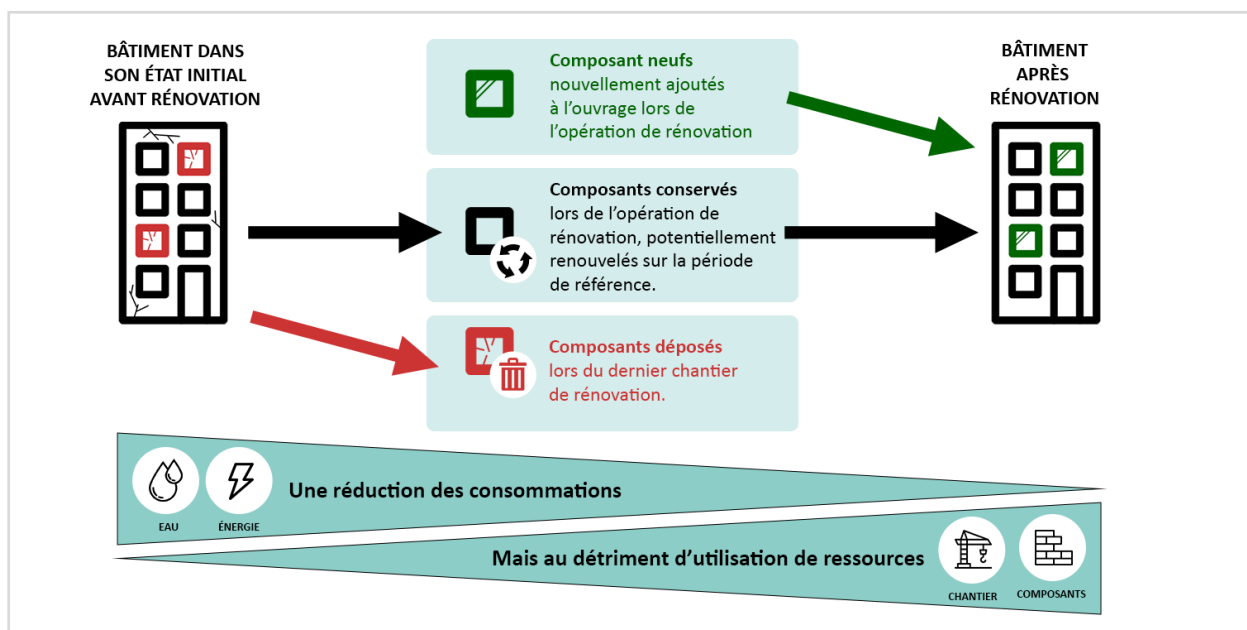 BÂTIMENT DANS
SON ÉTAT INITIAL
AVANT RÉNOVATION
Composant neufs
nouvellement ajoutés
à l'ouvrage lors de
l'opération de rénovation
BÂTIMENT
APRÈS
RÉNOVATION
Composants conservés
lors de l'opération de
rénovation, potentiellement
renouvelés sur la période
de référence.
Composants déposés
lors du dernier chantier
de rénovation.
Une réduction des consommations
EAU
ÉNERGIE
Mais au détriment d'utilisation de ressources
CHANTIER
COMPOSANTS